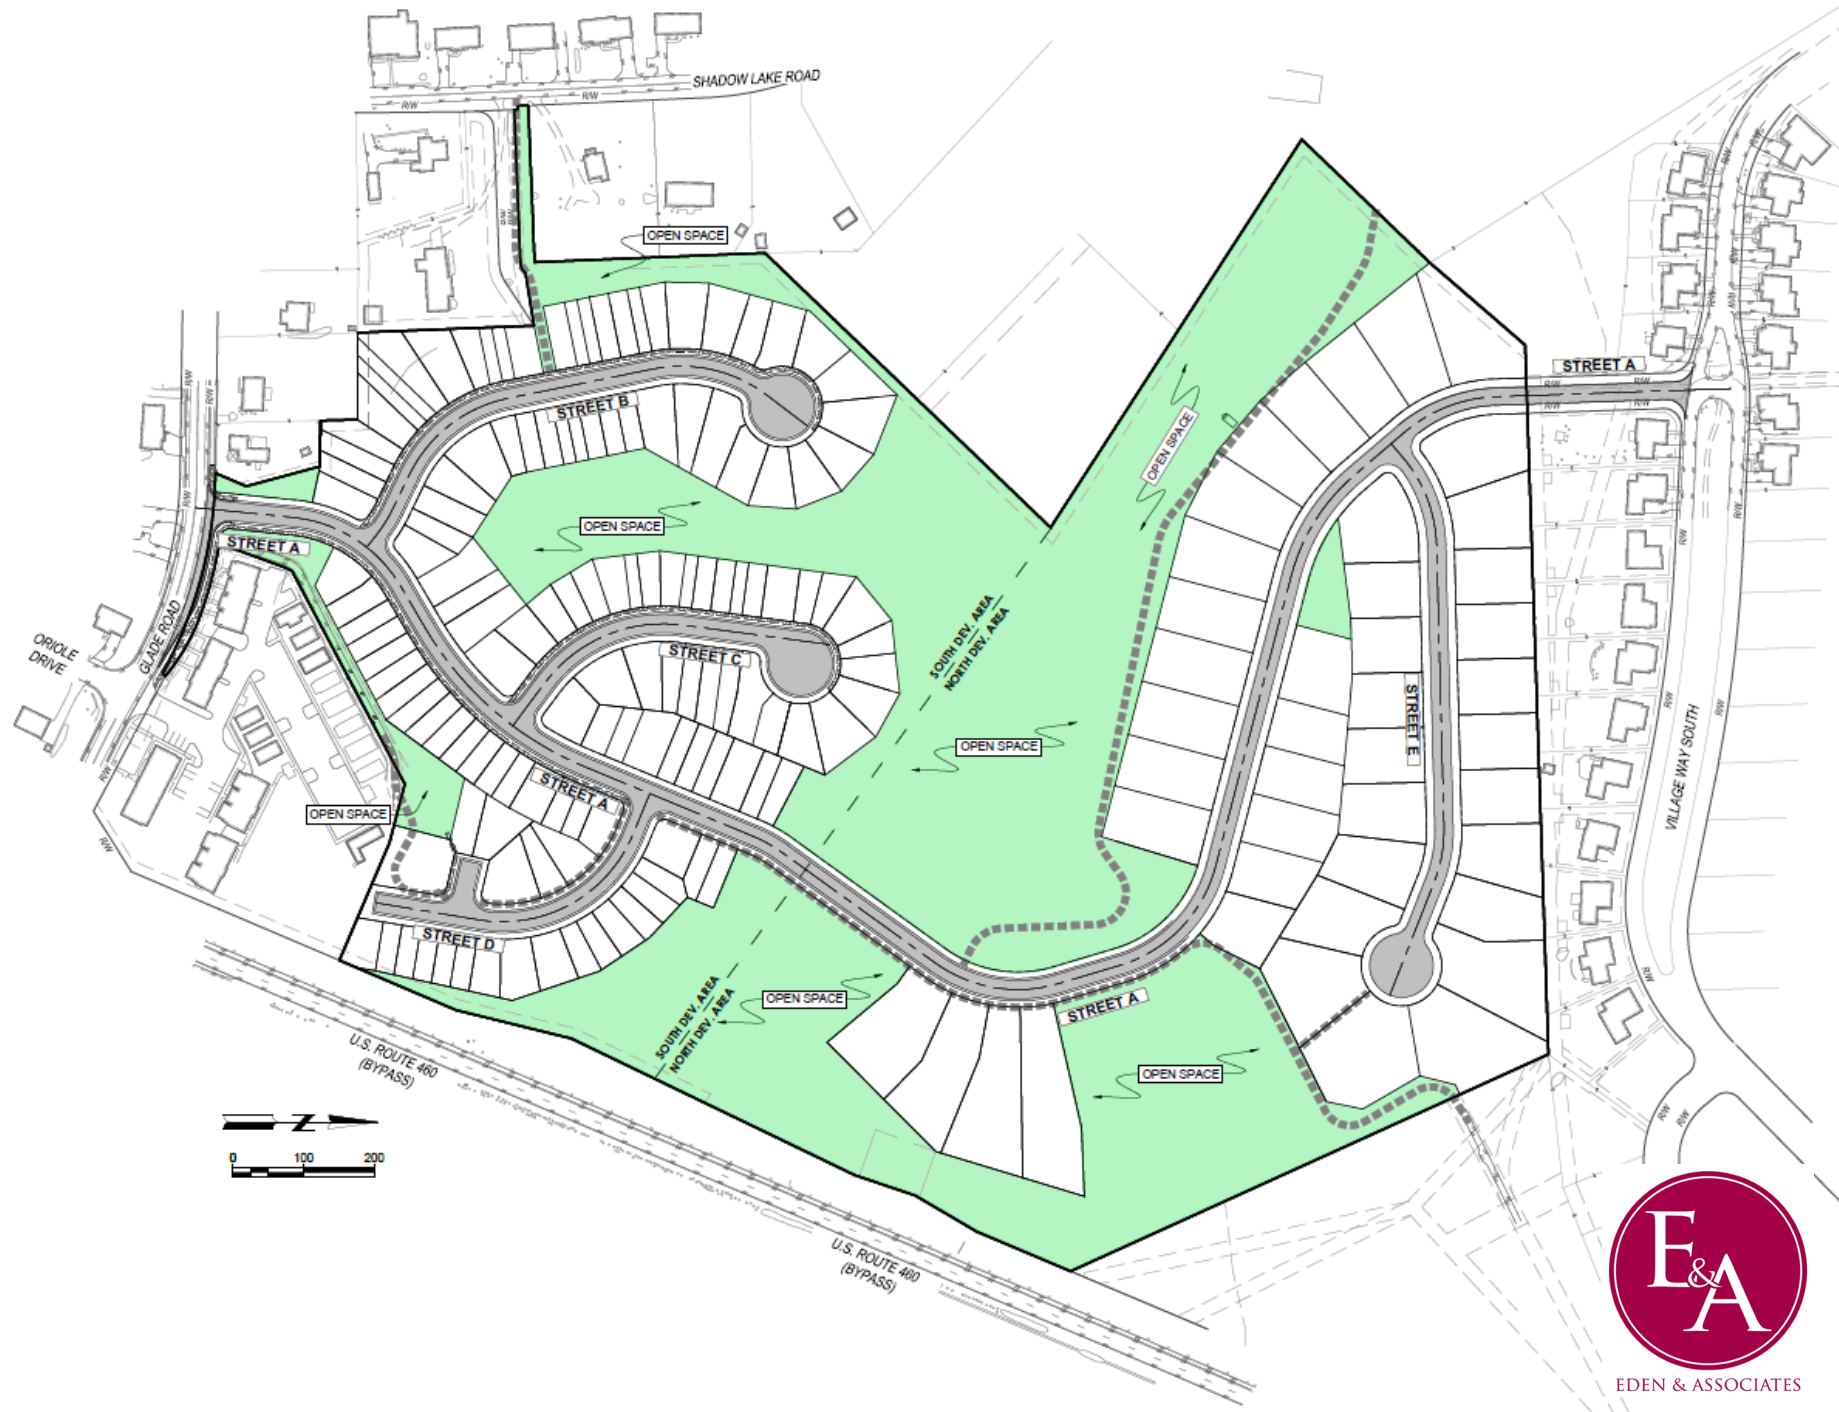 SHADOW LAKE ROAD
R/W
R/W
R/W
OPEN SPACE
R/W
R/W
R/W
R/W
R/W
STREET A
R/W
R/W
R/W
R/W
R/W
R/W
STREET B
OPEN SPACE
R/W
R/W
OPEN SPACE
STREET A
R/W
GLADE ROAD
ORIOLE
DRIVE
SOUTH DEV. AREA
NORTH DEV. AREA
STREET C
STREET E
R/W
R/W
VILLAGE WAY SOUTH
OPEN SPACE
R/W
STREET A
OPEN SPACE
R/W
STREET D
R/W
OPEN SPACE
STREET A
SOUTH DEV. AREA
NORTH DEV. AREA
U.S. ROUTE 460
(BYPASS)
OPEN SPACE
R/W
R/W
Z
0 100 200
U.S. ROUTE 460
(BYPASS)
E&A
EDEN & ASSOCIATES